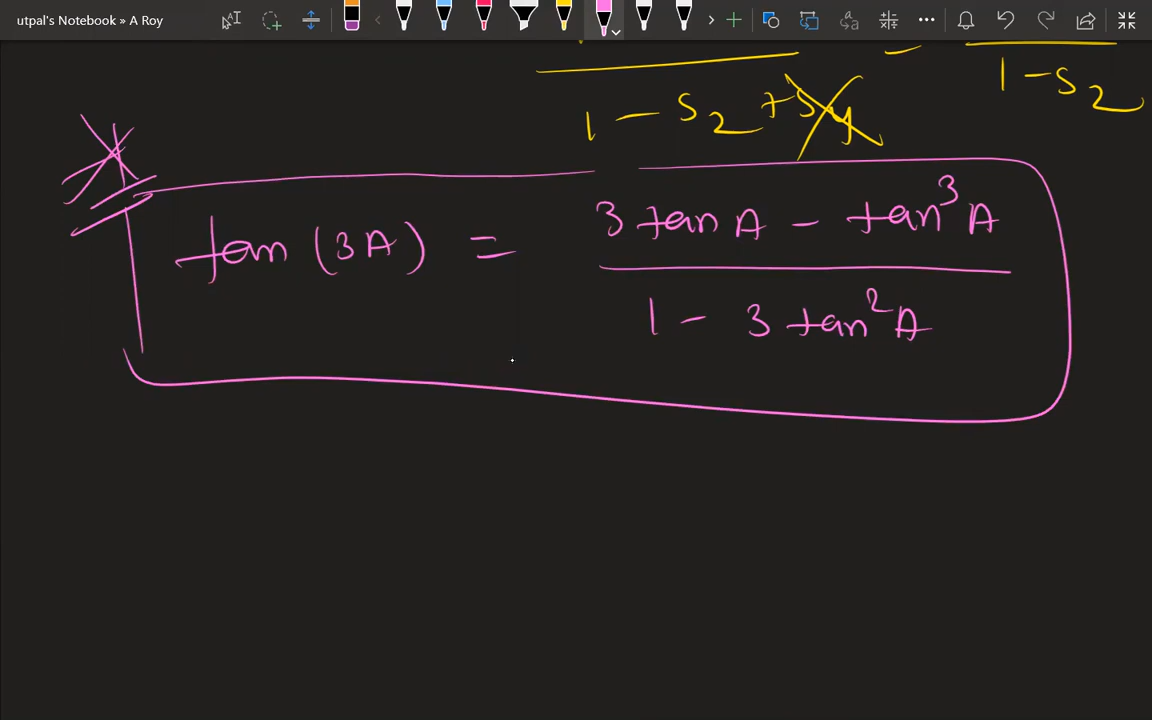 utpal's Notebook » A Roy
1 - s₂ + s₄
1 - s₂
tan (3A) = (3 tan A - tan³A) / (1 - 3 tan²A)